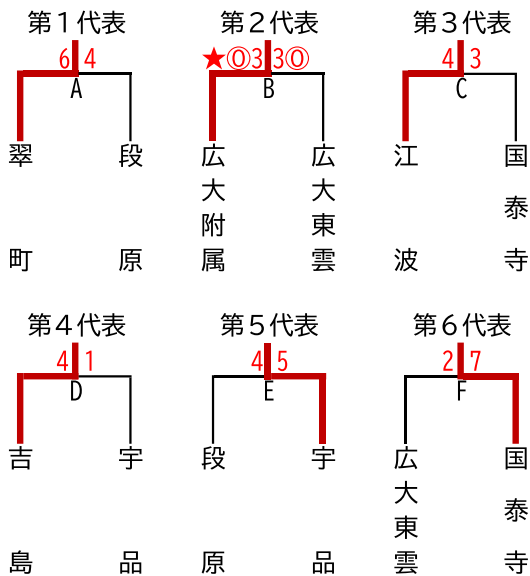 第1代表
6 4
A
翠町 段原
第2代表
★⓪3 3⓪
B
広大附属 広大東雲
第3代表
4 3
C
江波 国泰寺
第4代表
4 1
D
吉島 宇品
第5代表
4 5
E
段原 宇品
第6代表
2 7
F
広大東雲 国泰寺